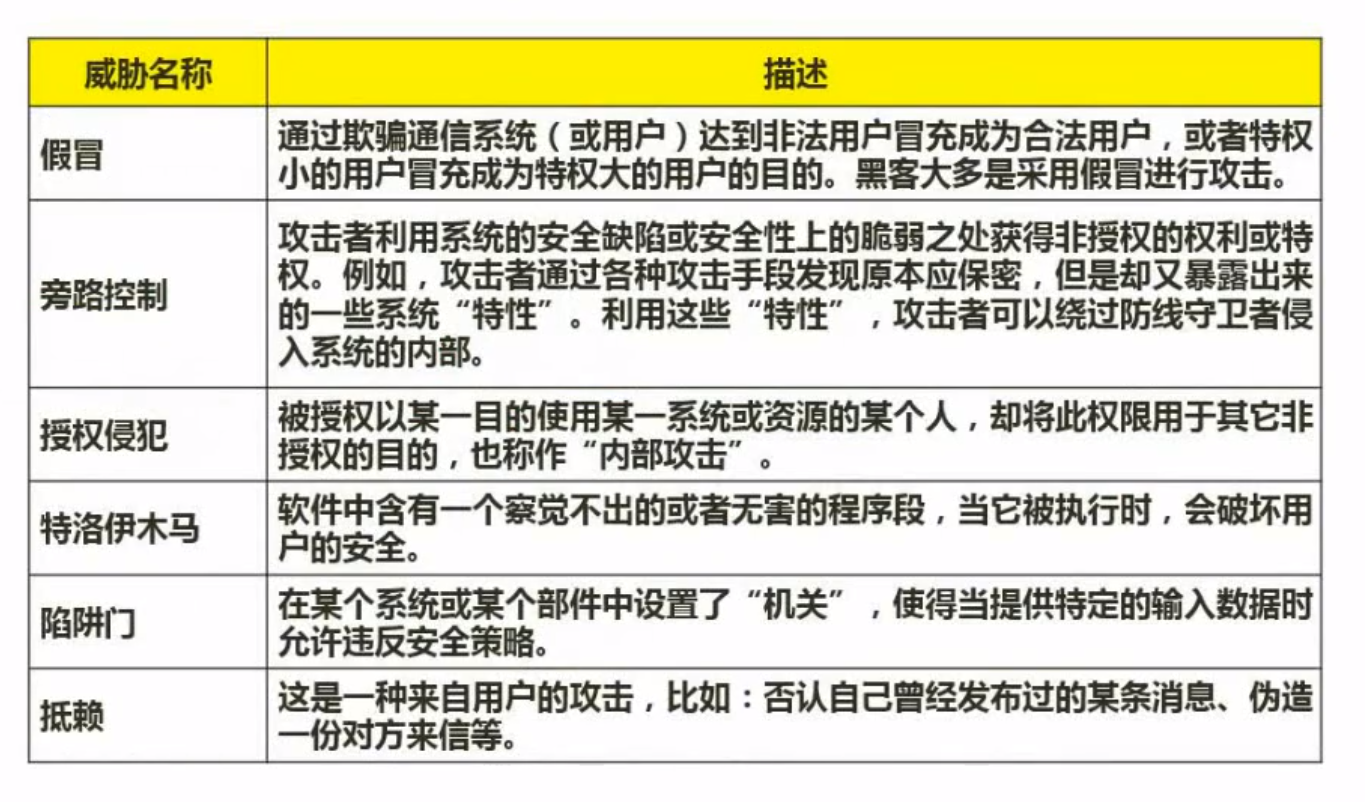 威胁名称
描述
假冒
通过欺骗通信系统（或用户）达到非法用户冒充成为合法用户，或者特权
小的用户冒充成为特权大的用户的目的。黑客大多是采用假冒进行攻击。
旁路控制
攻击者利用系统的安全缺陷或安全性上的脆弱之处获得非授权的权利或特
权。例如，攻击者通过各种攻击手段发现原本应保密，但是却又暴露出来
的一些系统“特性”。利用这些“特性”，攻击者可以绕过防线守卫者侵
入系统的内部。
授权侵犯
被授权以某一目的使用某一系统或资源的某个人，却将此权限用于其它非
授权的目的，也称作“内部攻击”。
特洛伊木马
软件中含有一个察觉不出的或者无害的程序段，当它被执行时，会破坏用
户的安全。
陷阱门
在某个系统或某个部件中设置了“机关”，使得当提供特定的输入数据时
允许违反安全策略。
抵赖
这是一种来自用户的攻击，比如：否认自己曾经发布过的某条消息、伪造
一份对方来信等。